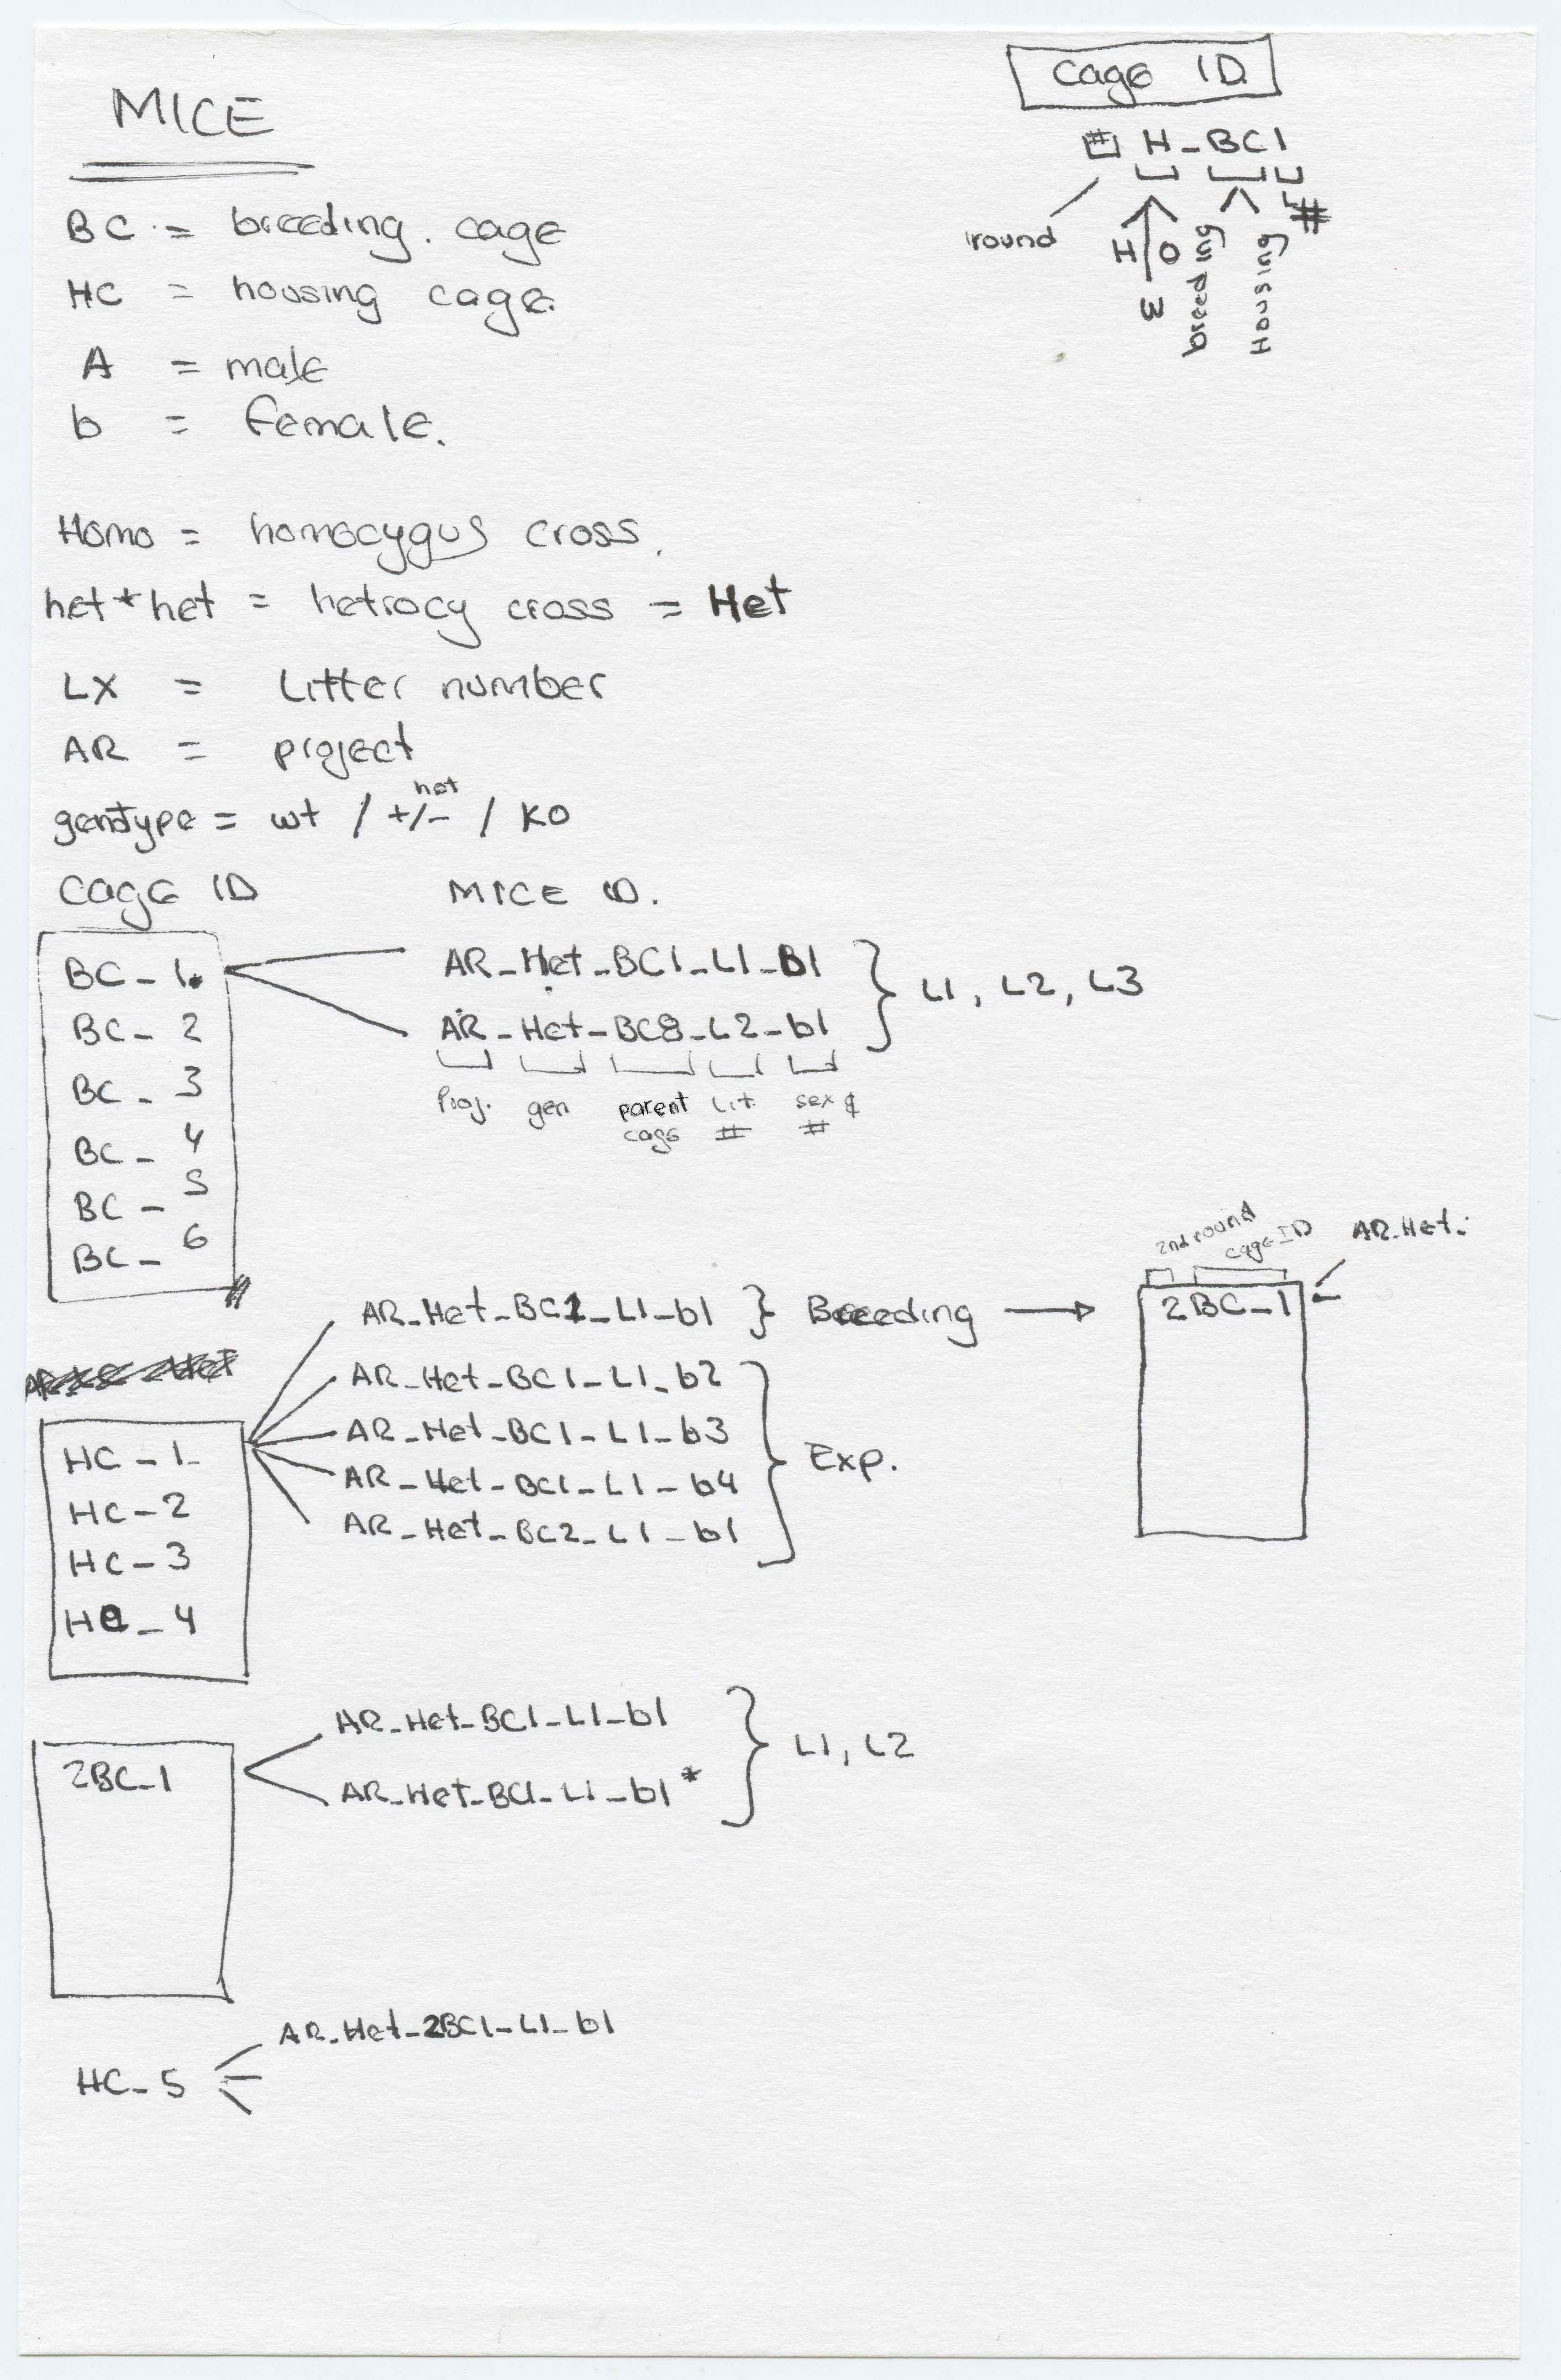 MICE
BC = breeding. cage
HC = housing cage.
A = male
b = female.
Homo = homocygus cross.
het*het = hetrocy cross = Het
LX = Litter number
AR = project
het
gentype = wt / +/- / KO
cage ID
# H_BC1
round
H/O
breeding
Housing
#
cage ID MICE ID.
BC_1.
BC_2
BC_3
BC_4
BC_5
BC_6
AR_Het_BC1_L1_B1
AR_Het_BC8_L2_b1
L1, L2, L3
Proj. gen parent cage Lit. # sex & #
AR_Het_BC1_L1_b1 } Breeding →
2nd round
cage ID
AR_Het.
2BC_1
HC_1
HC_2
HC_3
HC_4
AR_Het_BC1_L1_b2
AR_Het_BC1_L1_b3
AR_Het_BC1_L1_b4
AR_Het_BC2_L1_b1
Exp.
2BC_1
AR_Het_BC1_L1_b1
AR_Het_BC1_L1_b1*
L1, L2
AR_Het_2BC1_L1_b1
HC_5